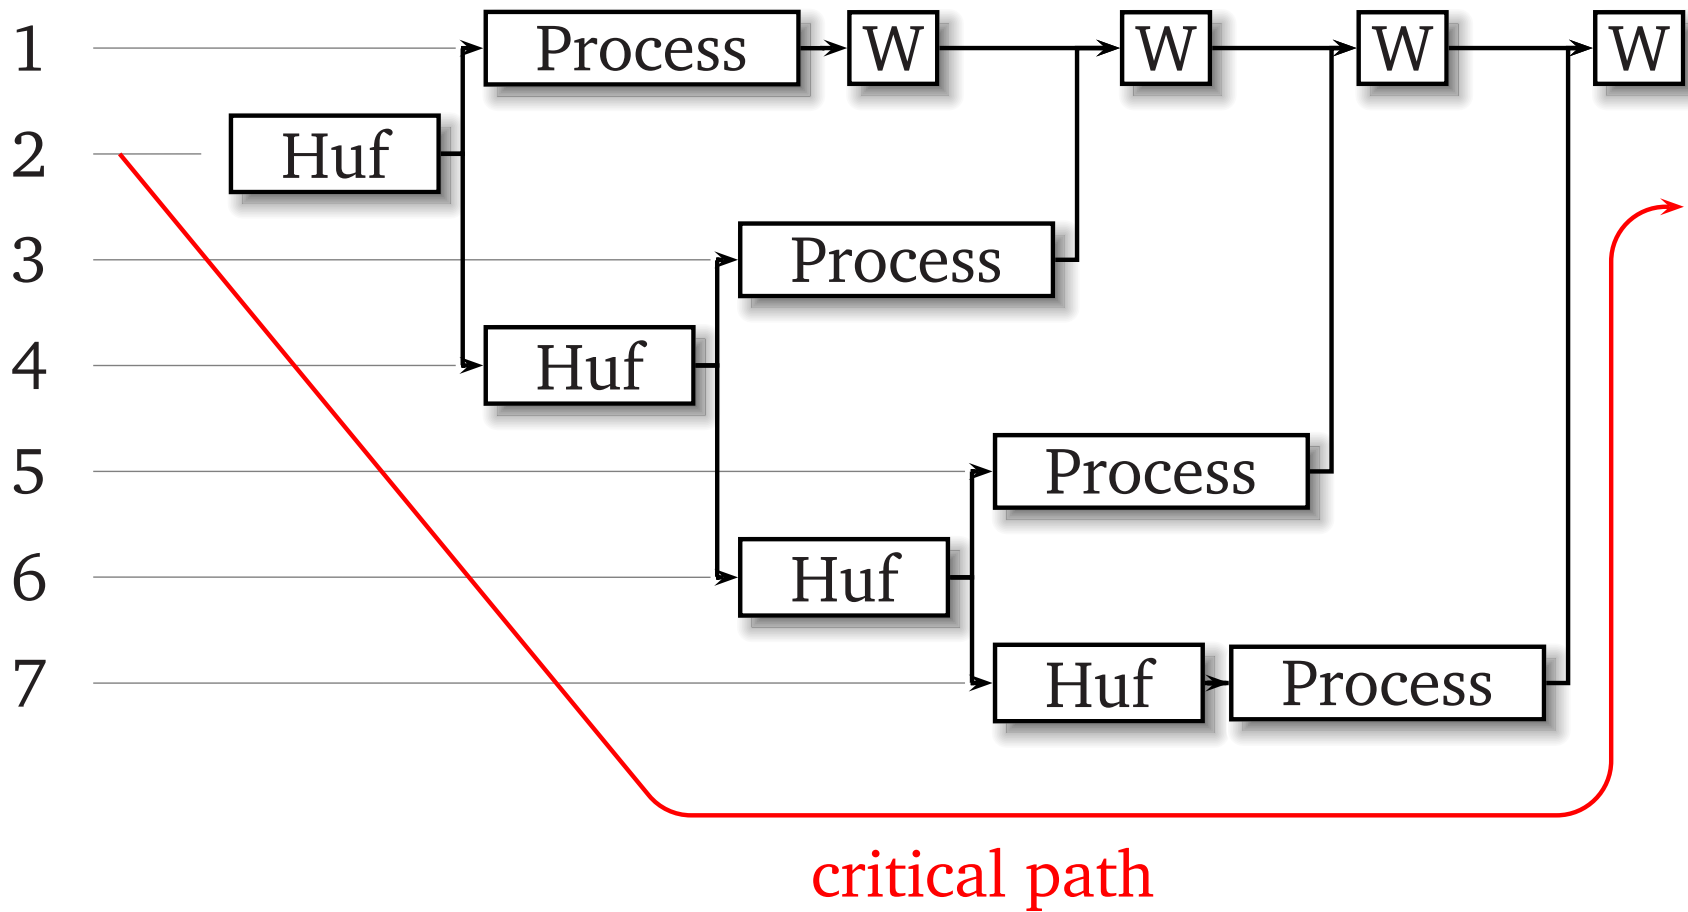 1 Process W W W W
2 Huf
3 Process
4 Huf
5 Process
6 Huf
7 Huf Process
critical path